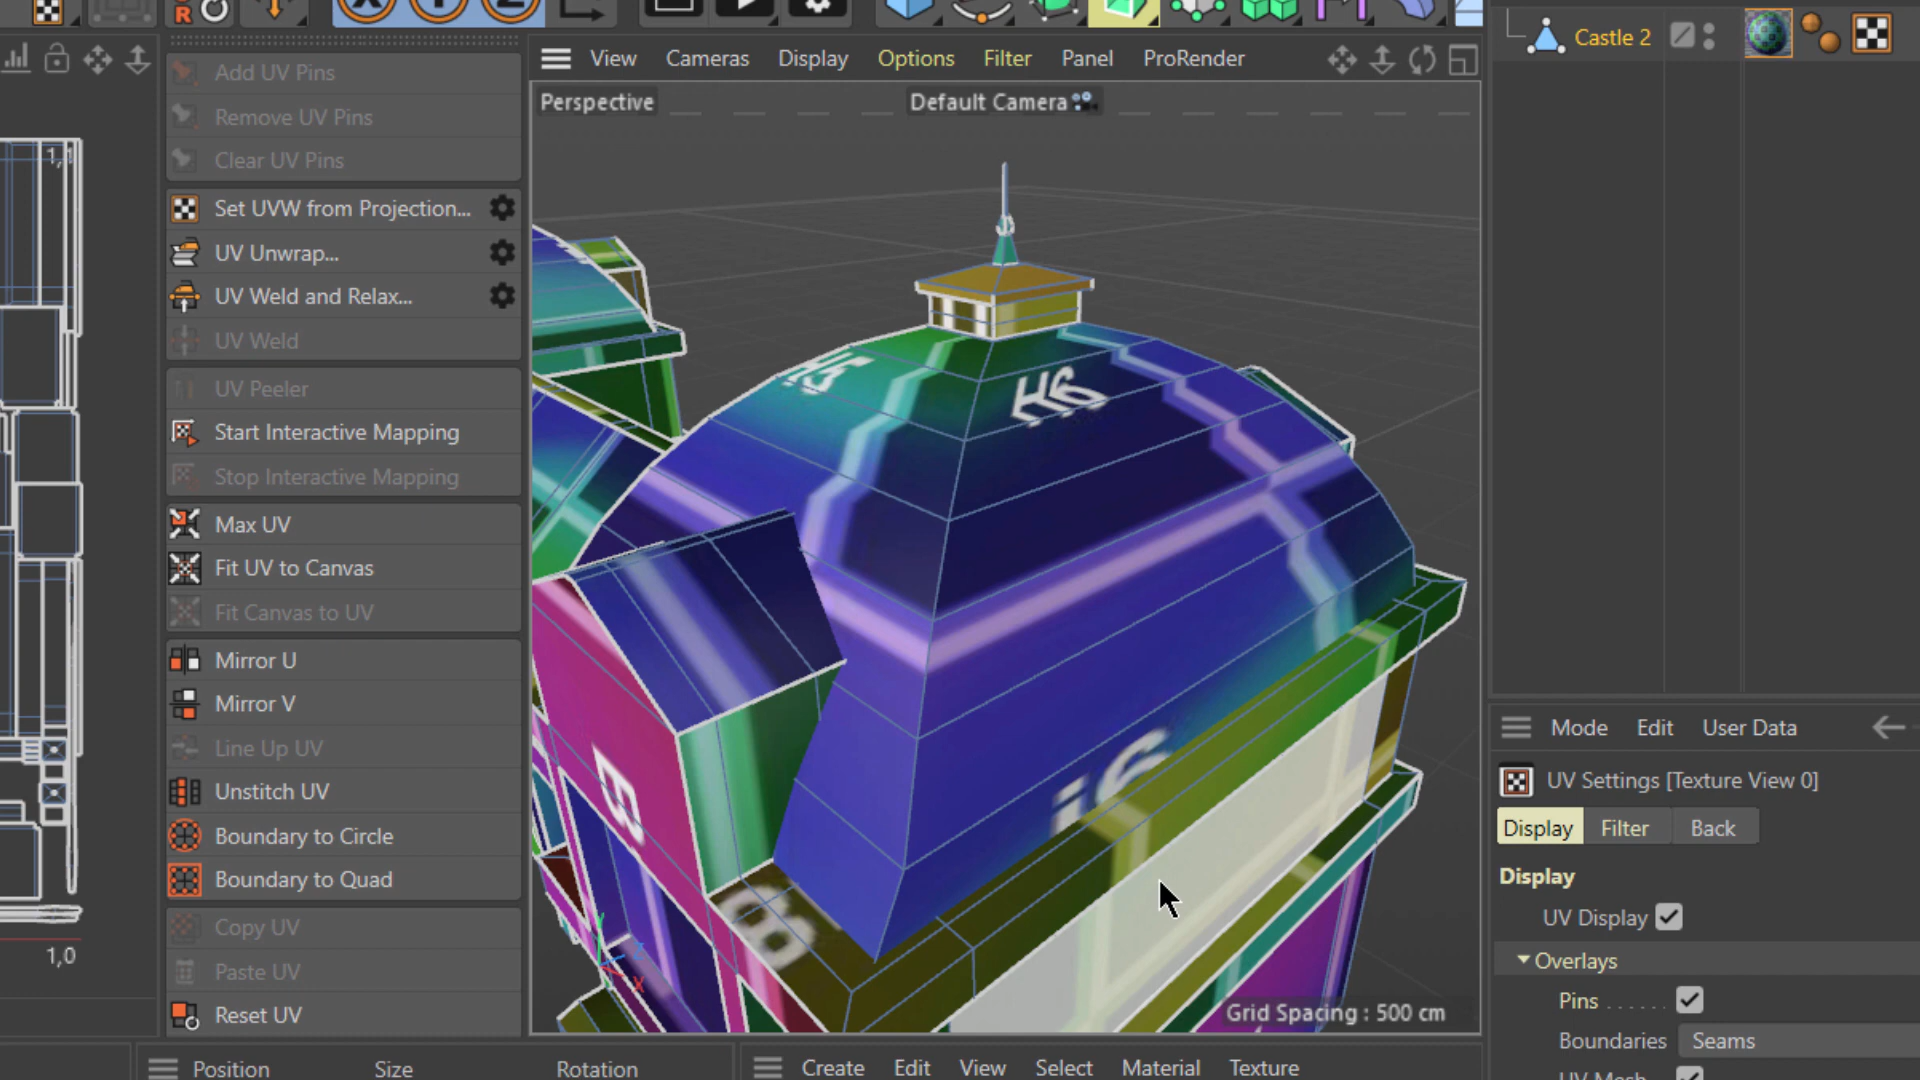 Castle 2
View Cameras Display Options Filter Panel ProRender
Add UV Pins
Remove UV Pins
Clear UV Pins
Set UVW from Projection...
UV Unwrap...
UV Weld and Relax...
UV Weld
UV Peeler
Start Interactive Mapping
Stop Interactive Mapping
Max UV
Fit UV to Canvas
Fit Canvas to UV
Mirror U
Mirror V
Line Up UV
Unstitch UV
Boundary to Circle
Boundary to Quad
Copy UV
Paste UV
Reset UV
1,0
Perspective
Default Camera
H5
H6
i6
B
Y
Z
X
Grid Spacing : 500 cm
Mode Edit User Data
UV Settings [Texture View 0]
Display Filter Back
Display
UV Display
Overlays
Pins
Boundaries Seams
UV Mesh
Position Size Rotation
Create Edit View Select Material Texture